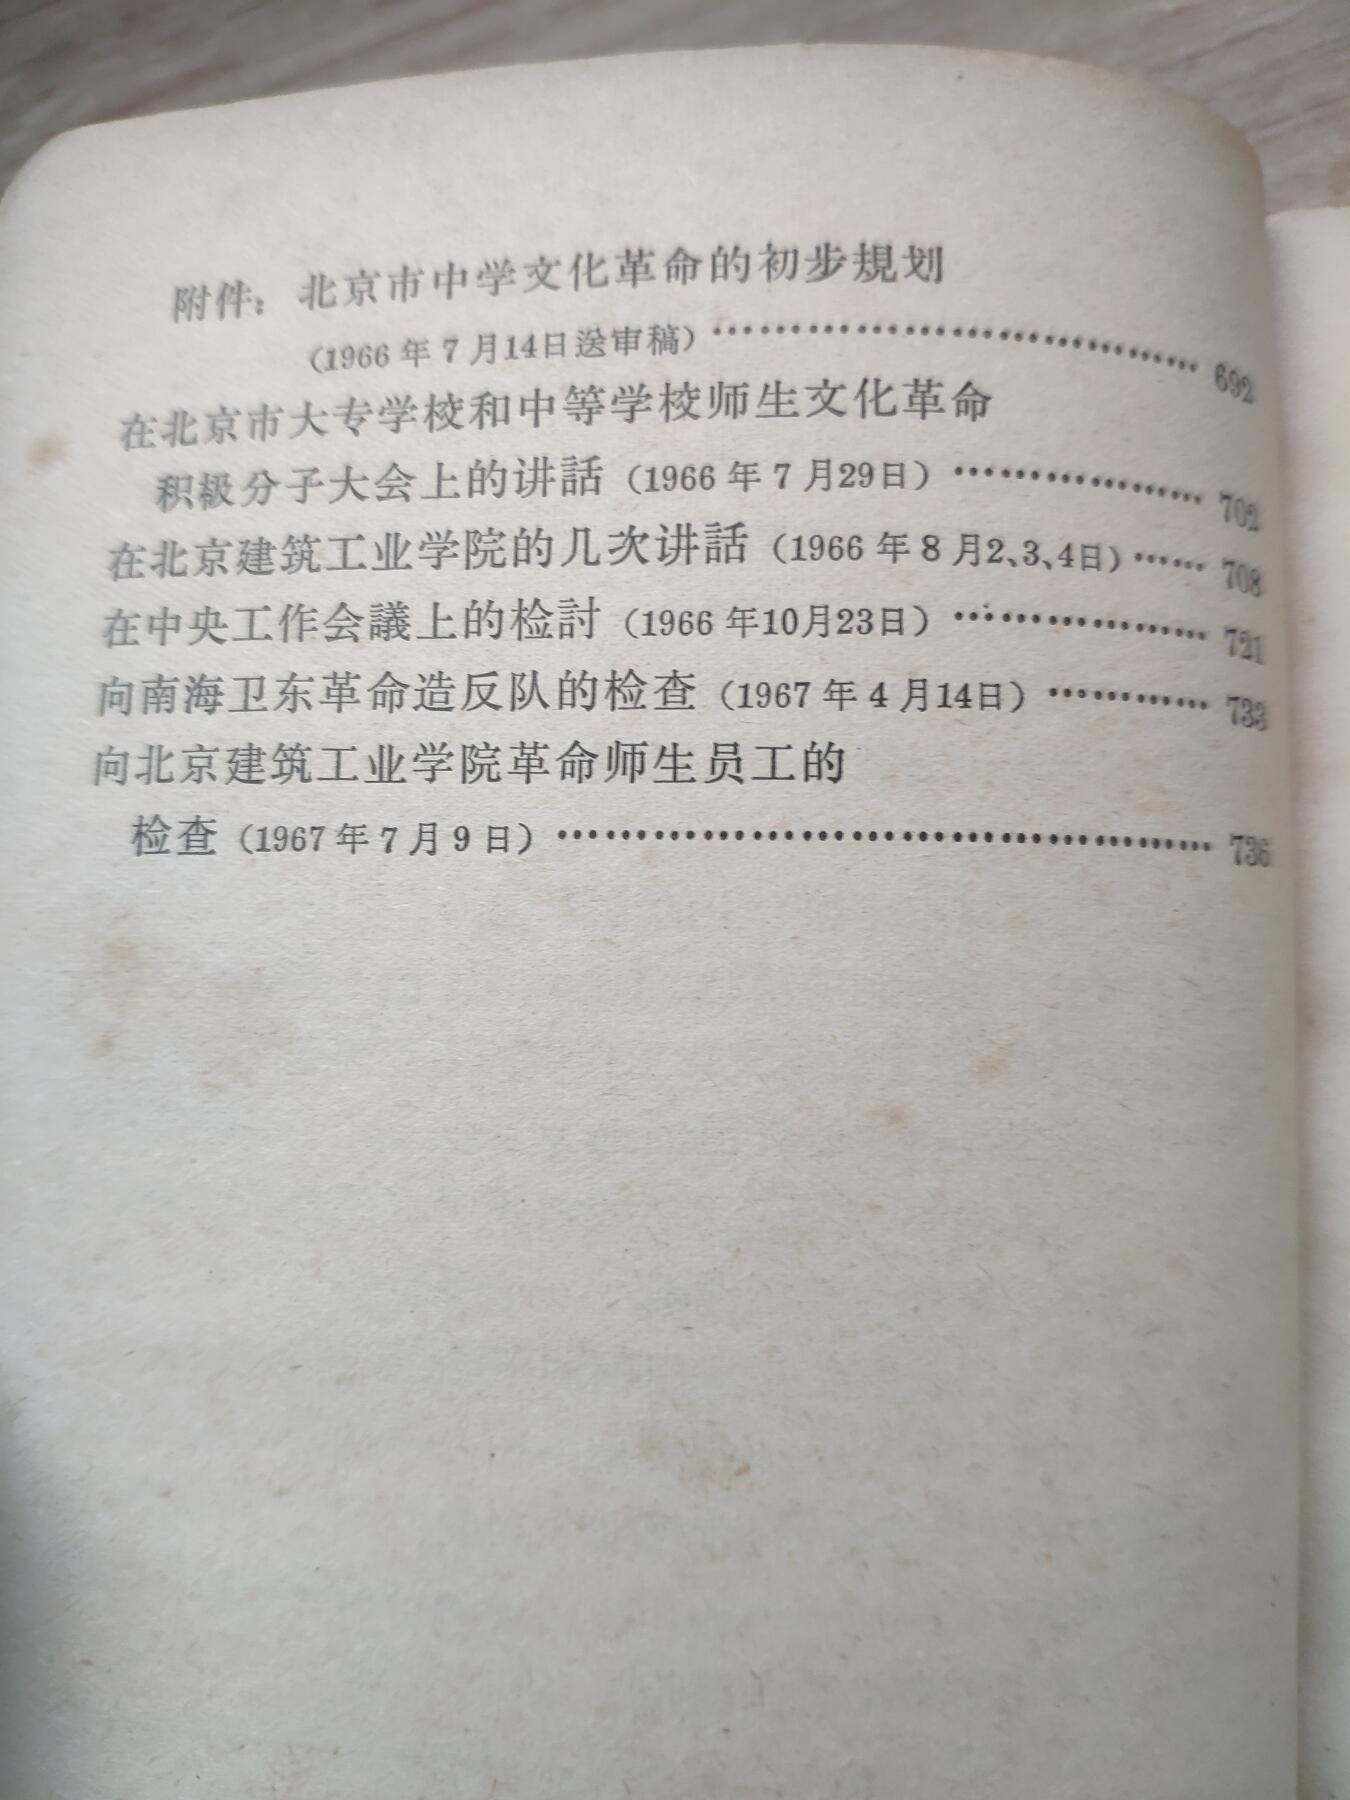 附件：北京市中学文化革命的初步規划
（1966年7月14日送审稿）……………………………… 692
在北京市大专学校和中等学校师生文化革命
积极分子大会上的讲話（1966年7月29日）……………… 702
在北京建筑工业学院的几次讲話（1966年8月2、3、4日）…… 708
在中央工作会議上的检討（1966年10月23日）……………… 721
向南海卫东革命造反队的检查（1967年4月14日）………… 733
向北京建筑工业学院革命师生员工的
检查（1967年7月9日）………………………………………… 736